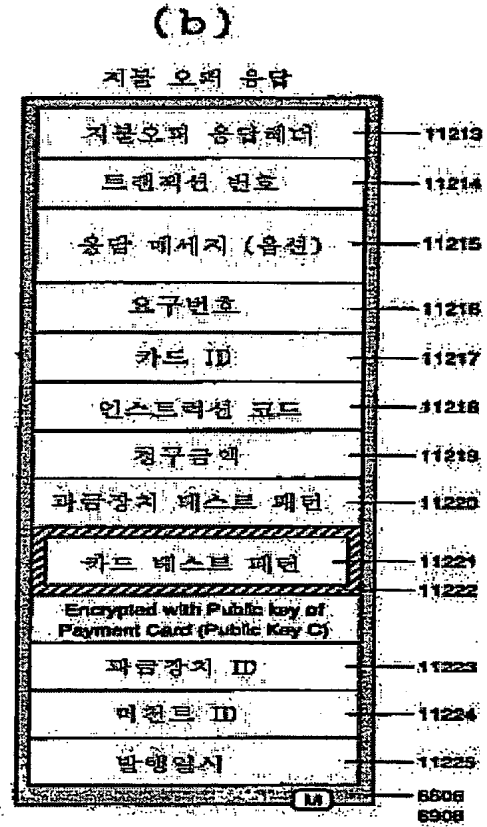 (b)
지불 오퍼 응답
지불오퍼 응답헤더 11213
트랜잭션 번호 11214
응답 메세지 (옵션) 11215
요구번호 11216
카드 ID 11217
인스트럭션 코드 11218
청구금액 11219
과금장치 테스트 패턴 11220
카드 테스트 패턴 11221
11222
Encrypted with Public key of
Payment Card (Public Key C)
과금장치 ID 11223
머천트 ID 11224
발행일시 11225
M 6606
6908